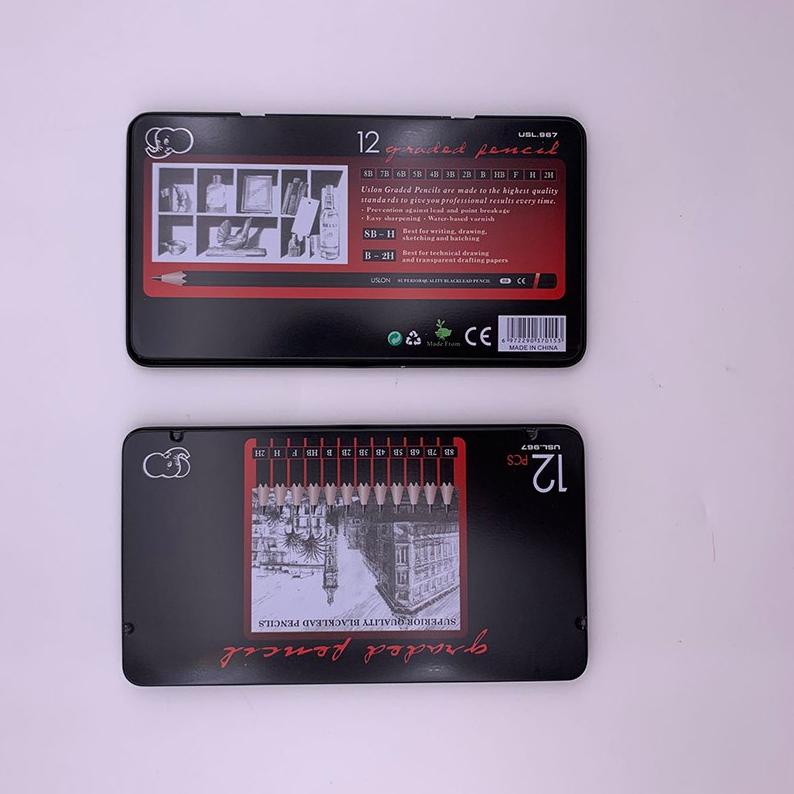 USL.967
12 graded pencil
8B 7B 6B 5B 4B 3B 2B B HB F H 2H
Uslon Graded Pencils are made to the highest quality
standards to give you professional results every time.
• Prevention against lead and point breakage
• Easy sharpening • Water-based varnish
8B – H Best for writing, drawing,
sketching and hatching
B – 2H Best for technical drawing
and transparent drafting papers
USLON SUPERIOR QUALITY BLACKLEAD PENCIL CE
Made From
CE
6 972290 370153
MADE IN CHINA
12 PCS
USL.967
8B 7B 6B 5B 4B 3B 2B B HB F H 2H
SUPERIOR QUALITY BLACKLEAD PENCILS
graded pencil